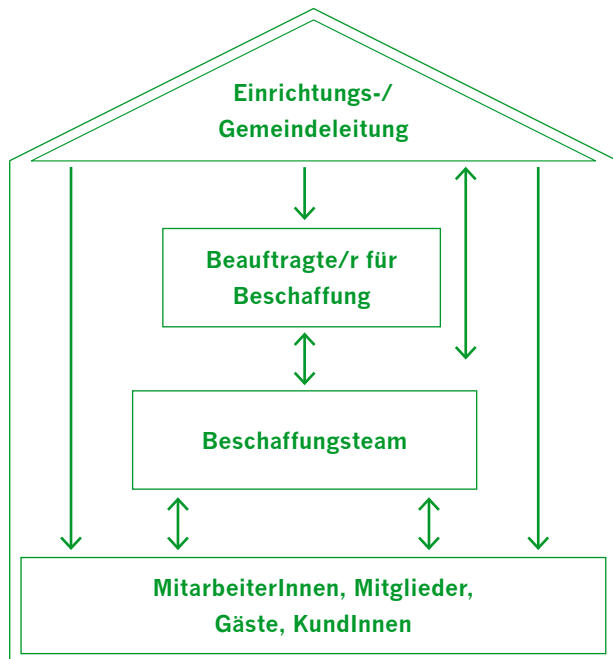 Einrichtungs-/
Gemeindeleitung
Beauftragte/r für
Beschaffung
Beschaffungsteam
MitarbeiterInnen, Mitglieder,
Gäste, KundInnen